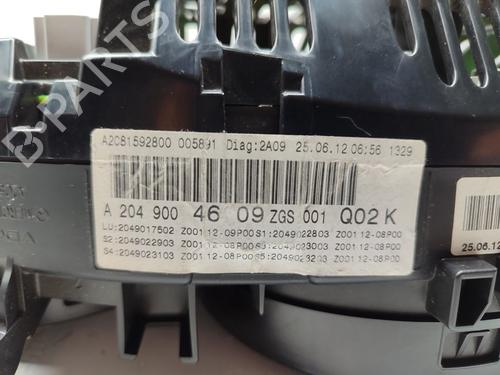 A2C81592800 005891 Diag:2A09 25.06.12 06:56 1329
A 204 900 46 09 ZGS 001 Q02 K
LU:2049017502 Z001 12-09P00 S1:2049022803 Z001 12-08P00
S2:2049022903 Z001 12-08P00 S3:2049023003 Z001 12-08P00
S4:2049023103 Z001 12-08P00 S5:2049023203 Z001 12-08P00
25.06.12
B-PARTS